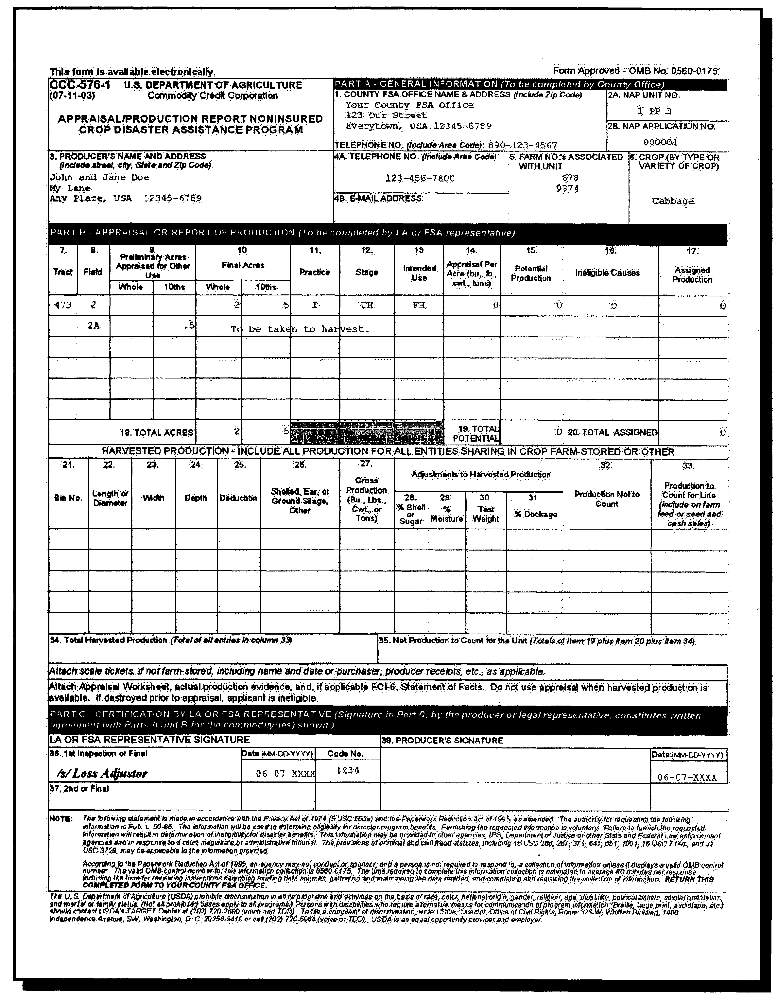 This form is available electronically.
Form Approved - OMB No. 0560-0175
CCC-576-1 U.S. DEPARTMENT OF AGRICULTURE
(07-11-03) Commodity Credit Corporation
APPRAISAL/PRODUCTION REPORT NONINSURED
CROP DISASTER ASSISTANCE PROGRAM
PART A - GENERAL INFORMATION (To be completed by County Office)
1. COUNTY FSA OFFICE NAME & ADDRESS (Include Zip Code)
Your County FSA Office
123 Our Street
Everytown, USA 12345-6789
TELEPHONE NO. (Include Area Code): 890-123-4567
2A. NAP UNIT NO.
1 PP 3
2B. NAP APPLICATION NO.
000001
3. PRODUCER'S NAME AND ADDRESS
(Include street, city, State and Zip Code)
John and Jane Doe
My Lane
Any Place, USA 12345-6789
4A. TELEPHONE NO. (Include Area Code)
123-456-7800
4B. E-MAIL ADDRESS
5. FARM NO.'s ASSOCIATED
WITH UNIT
678
9874
6. CROP (BY TYPE OR
VARIETY OF CROP)
Cabbage
PART B - APPRAISAL OR REPORT OF PRODUCTION (To be completed by LA or FSA representative)
7. 8. 9. 10 11. 12. 13 14. 15. 16. 17.
Tract Field Preliminary Acres Appraised for Other Use Final Acres Practice Stage Intended Use Appraisal Per Acre (bu., lb., cwt., tons) Potential Production Ineligible Causes Assigned Production
Whole 10ths Whole 10ths
473 2 2 5 I UH FH 0 0 0 0
2A .5 To be taken to harvest.
18. TOTAL ACRES 2 5 19. TOTAL POTENTIAL 0 20. TOTAL ASSIGNED 0
HARVESTED PRODUCTION - INCLUDE ALL PRODUCTION FOR ALL ENTITIES SHARING IN CROP FARM-STORED OR OTHER
21. 22. 23. 24. 25. 26. 27. Adjustments to Harvested Production 32. 33.
Bin No. Length or Diameter Width Depth Deduction Shelled, Ear, or Ground Silage, Other Gross Production (Bu., Lbs., Cwt., or Tons) 28. % Shell or Sugar 29. % Moisture 30 Test Weight 31 % Dockage Production Not to Count Production to Count for Line (include on farm feed or seed and cash sales)
34. Total Harvested Production (Total of all entries in column 33)
35. Net Production to Count for the Unit (Totals of Item 19 plus Item 20 plus Item 34)
Attach scale tickets, if not farm-stored, including name and date or purchaser, producer receipts, etc., as applicable.
Attach Appraisal Worksheet, actual production evidence, and, if applicable FCI-6, Statement of Facts. Do not use appraisal when harvested production is
available. If destroyed prior to appraisal, applicant is ineligible.
PART C CERTIFICATION BY LA OR FSA REPRESENTATIVE (Signature in Part C, by the producer or legal representative, constitutes written
agreement with Parts A and B for the commodity(ies) shown)
LA OR FSA REPRESENTATIVE SIGNATURE
38. PRODUCER'S SIGNATURE
36. 1st Inspection or Final Date (MM-DD-YYYY) Code No. Date (MM-DD-YYYY)
/s/ Loss Adjustor 06 07 XXXX 1234 06-07-XXXX
37. 2nd or Final
NOTE: The following statement is made in accordance with the Privacy Act of 1974 (5 USC 552a) and the Paperwork Reduction Act of 1995, as amended. The authority for requesting the following
information is Pub. L. 93-86. The information will be used to determine eligibility for disaster program benefits. Furnishing the requested information is voluntary. Failure to furnish the requested
information will result in determination of ineligibility for disaster benefits. This information may be provided to other agencies, IRS, Department of Justice or other State and Federal Law enforcement
agencies and in response to a court magistrate or administrative tribunal. The provisions of criminal and civil fraud statutes, including 18 USC 286, 287, 371, 641, 651, 1001, 15 USC 714m, and 31
USC 3729, may be applicable to the information provided.
According to the Paperwork Reduction Act of 1995, an agency may not conduct or sponsor, and a person is not required to respond to, a collection of information unless it displays a valid OMB control
number. The valid OMB control number for this information collection is 0560-0175. The time required to complete this information collection is estimated to average 60 minutes per response
including the time for reviewing instructions searching existing data sources, gathering and maintaining the data needed, and completing and reviewing the collection of information. RETURN THIS
COMPLETED FORM TO YOUR COUNTY FSA OFFICE.
The U.S. Department of Agriculture (USDA) prohibits discrimination in all its programs and activities on the basis of race, color, national origin, gender, religion, age, disability, political beliefs, sexual orientation,
and marital or family status. (Not all prohibited bases apply to all programs.) Persons with disabilities who require alternative means for communication of program information (Braille, large print, audiotape, etc.)
should contact USDA's TARGET Center at (202) 720-2600 (voice and TDD). To file a complaint of discrimination, write USDA, Director, Office of Civil Rights, Room 326-W, Whitten Building, 1400
Independence Avenue, SW, Washington, D.C. 20250-9410 or call (202) 720-5964 (voice or TDD). USDA is an equal opportunity provider and employer.